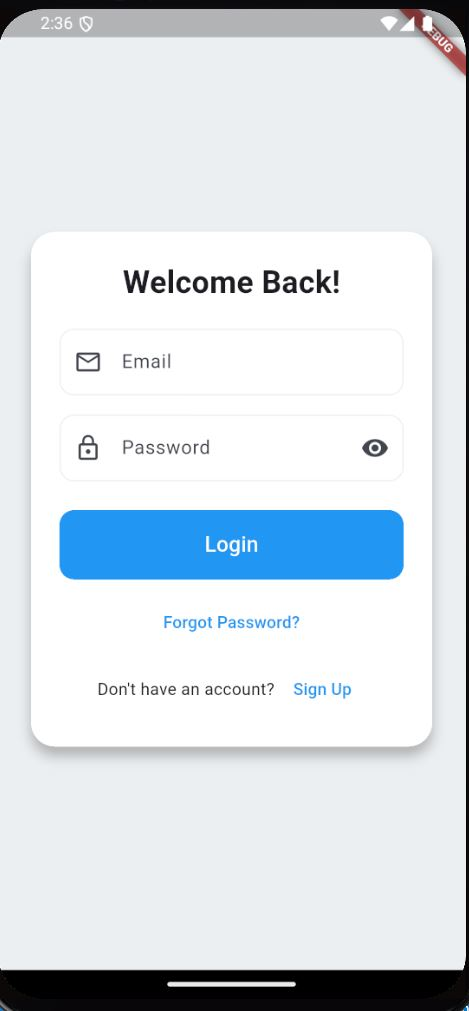 2:36
DEBUG
Welcome Back!
Email
Password
Login
Forgot Password?
Don't have an account? Sign Up